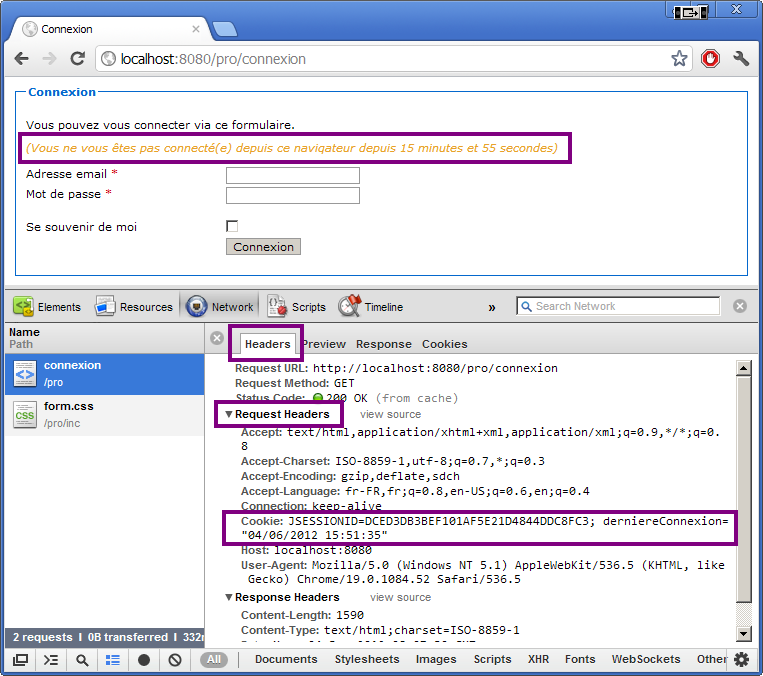 Connexion
localhost:8080/pro/connexion
Connexion
Vous pouvez vous connecter via ce formulaire.
(Vous ne vous êtes pas connecté(e) depuis ce navigateur depuis 15 minutes et 55 secondes)
Adresse email *
Mot de passe *
Se souvenir de moi
Connexion
Elements Resources Network Scripts Timeline » Search Network
Name
Path
connexion
/pro
form.css
/pro/inc
Headers Preview Response Cookies
Request URL: http://localhost:8080/pro/connexion
Request Method: GET
Status Code: 200 OK (from cache)
▼Request Headers view source
Accept: text/html,application/xhtml+xml,application/xml;q=0.9,*/*;q=0.
8
Accept-Charset: ISO-8859-1,utf-8;q=0.7,*;q=0.3
Accept-Encoding: gzip,deflate,sdch
Accept-Language: fr-FR,fr;q=0.8,en-US;q=0.6,en;q=0.4
Connection: keep-alive
Cookie: JSESSIONID=DCED3DB3BEF101AF5E21D4844DDC8FC3; derniereConnexion=
"04/06/2012 15:51:35"
Host: localhost:8080
User-Agent: Mozilla/5.0 (Windows NT 5.1) AppleWebKit/536.5 (KHTML, like
Gecko) Chrome/19.0.1084.52 Safari/536.5
▼Response Headers view source
Content-Length: 1590
Content-Type: text/html;charset=ISO-8859-1
2 requests I 0B transferred I 332
All Documents Stylesheets Images Scripts XHR Fonts WebSockets Other